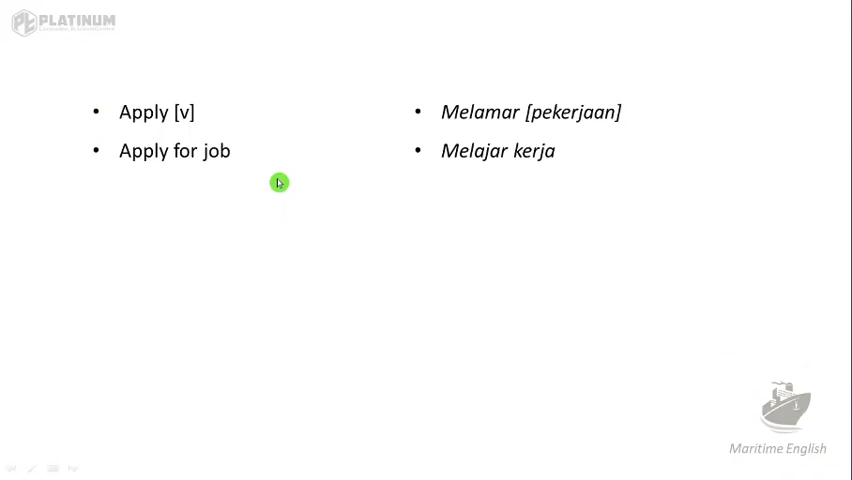 PLATINUM
• Apply [v]
• Melamar [pekerjaan]
• Apply for job
• Melajar kerja
Maritime English